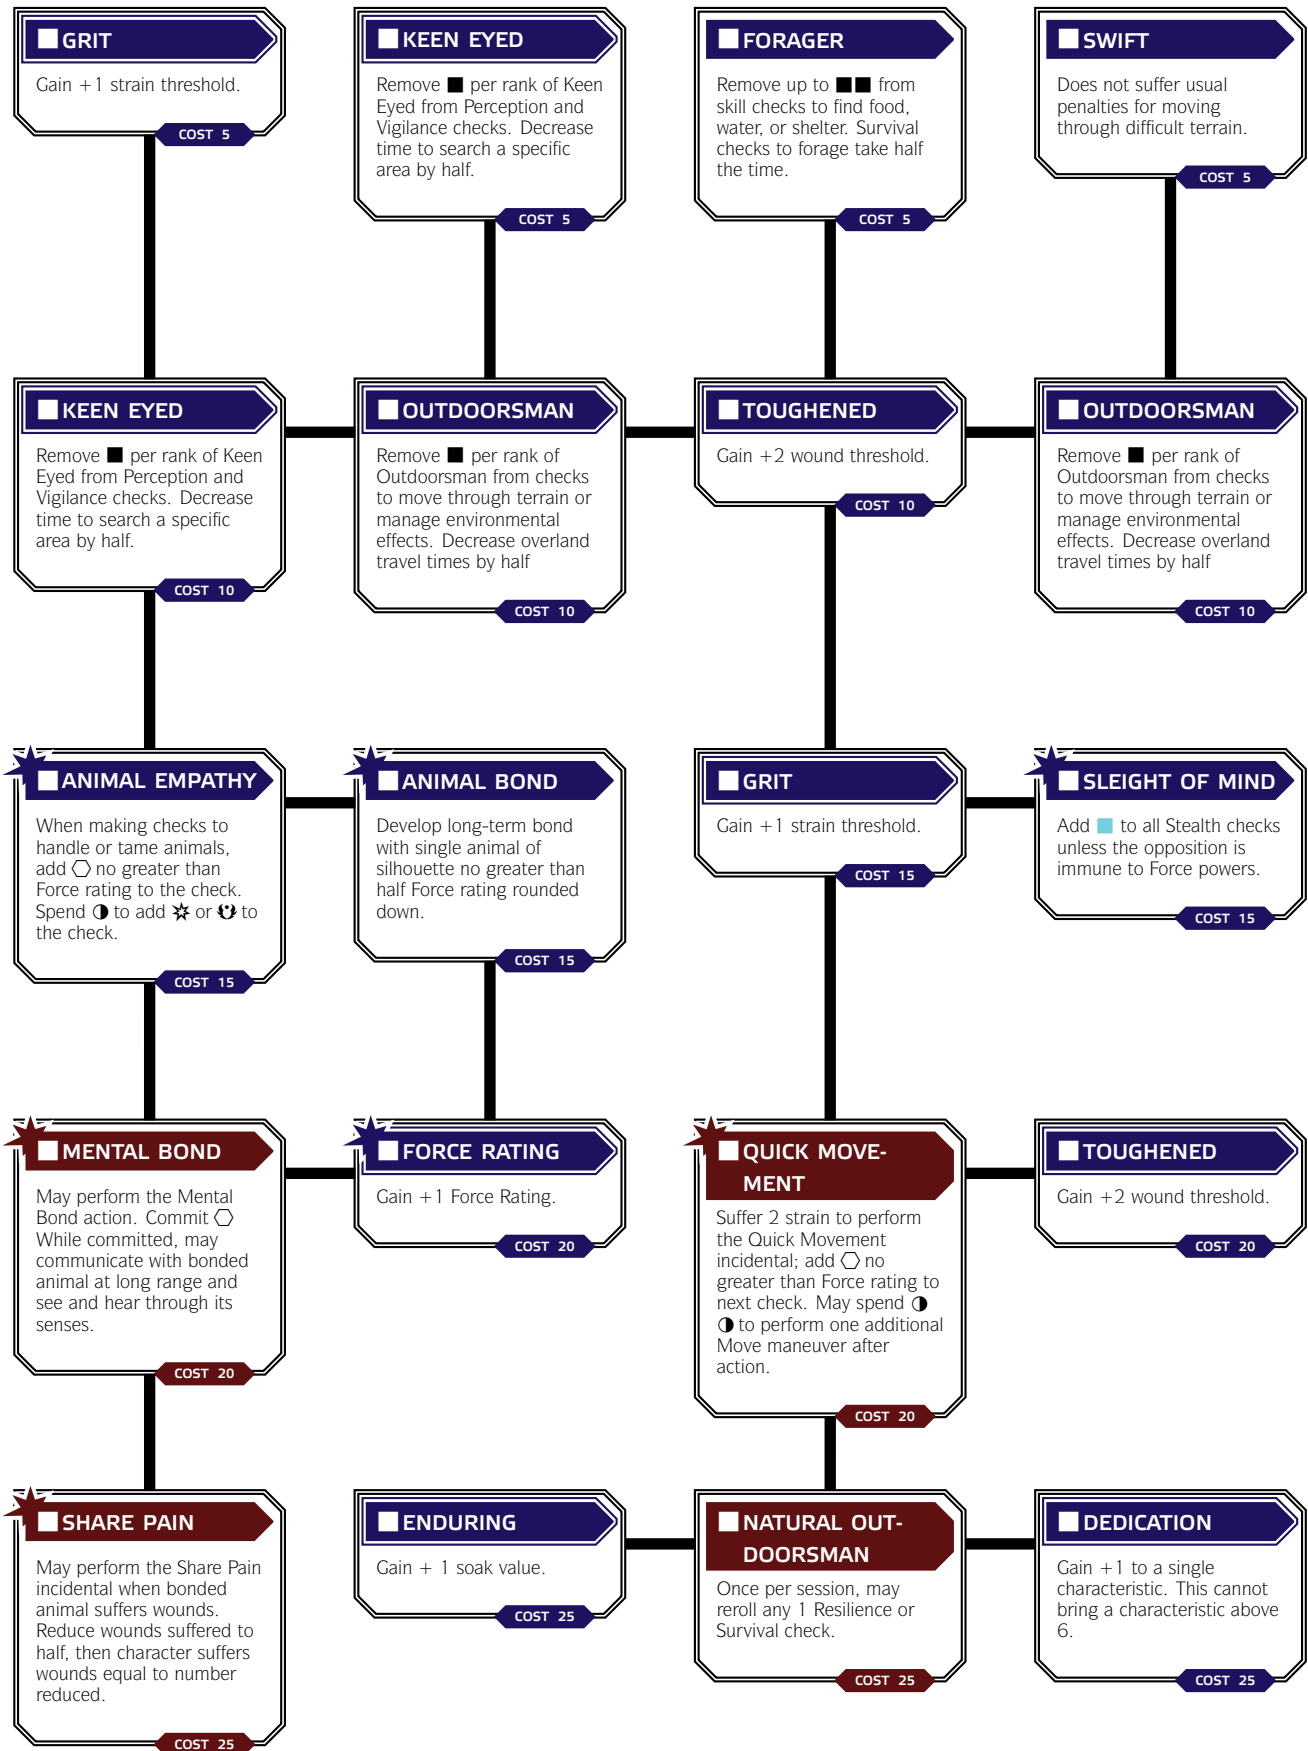 GRIT
Gain +1 strain threshold.
COST 5
KEEN EYED
Remove ■ per rank of Keen
Eyed from Perception and
Vigilance checks. Decrease
time to search a specific
area by half.
COST 5
FORAGER
Remove up to ■■ from
skill checks to find food,
water, or shelter. Survival
checks to forage take half
the time.
COST 5
SWIFT
Does not suffer usual
penalties for moving
through difficult terrain.
COST 5
KEEN EYED
Remove ■ per rank of Keen
Eyed from Perception and
Vigilance checks. Decrease
time to search a specific
area by half.
COST 10
OUTDOORSMAN
Remove ■ per rank of
Outdoorsman from checks
to move through terrain or
manage environmental
effects. Decrease overland
travel times by half
COST 10
TOUGHENED
Gain +2 wound threshold.
COST 10
OUTDOORSMAN
Remove ■ per rank of
Outdoorsman from checks
to move through terrain or
manage environmental
effects. Decrease overland
travel times by half
COST 10
ANIMAL EMPATHY
When making checks to
handle or tame animals,
add ⬡ no greater than
Force rating to the check.
Spend ◑ to add or to
the check.
COST 15
ANIMAL BOND
Develop long-term bond
with single animal of
silhouette no greater than
half Force rating rounded
down.
COST 15
GRIT
Gain +1 strain threshold.
COST 15
SLEIGHT OF MIND
Add ■ to all Stealth checks
unless the opposition is
immune to Force powers.
COST 15
MENTAL BOND
May perform the Mental
Bond action. Commit ⬡
While committed, may
communicate with bonded
animal at long range and
see and hear through its
senses.
COST 20
FORCE RATING
Gain +1 Force Rating.
COST 20
QUICK MOVE-
MENT
Suffer 2 strain to perform
the Quick Movement
incidental; add ⬡ no
greater than Force rating to
next check. May spend ◑
◑ to perform one additional
Move maneuver after
action.
COST 20
TOUGHENED
Gain +2 wound threshold.
COST 20
SHARE PAIN
May perform the Share Pain
incidental when bonded
animal suffers wounds.
Reduce wounds suffered to
half, then character suffers
wounds equal to number
reduced.
COST 25
ENDURING
Gain + 1 soak value.
COST 25
NATURAL OUT-
DOORSMAN
Once per session, may
reroll any 1 Resilience or
Survival check.
COST 25
DEDICATION
Gain +1 to a single
characteristic. This cannot
bring a characteristic above
6.
COST 25